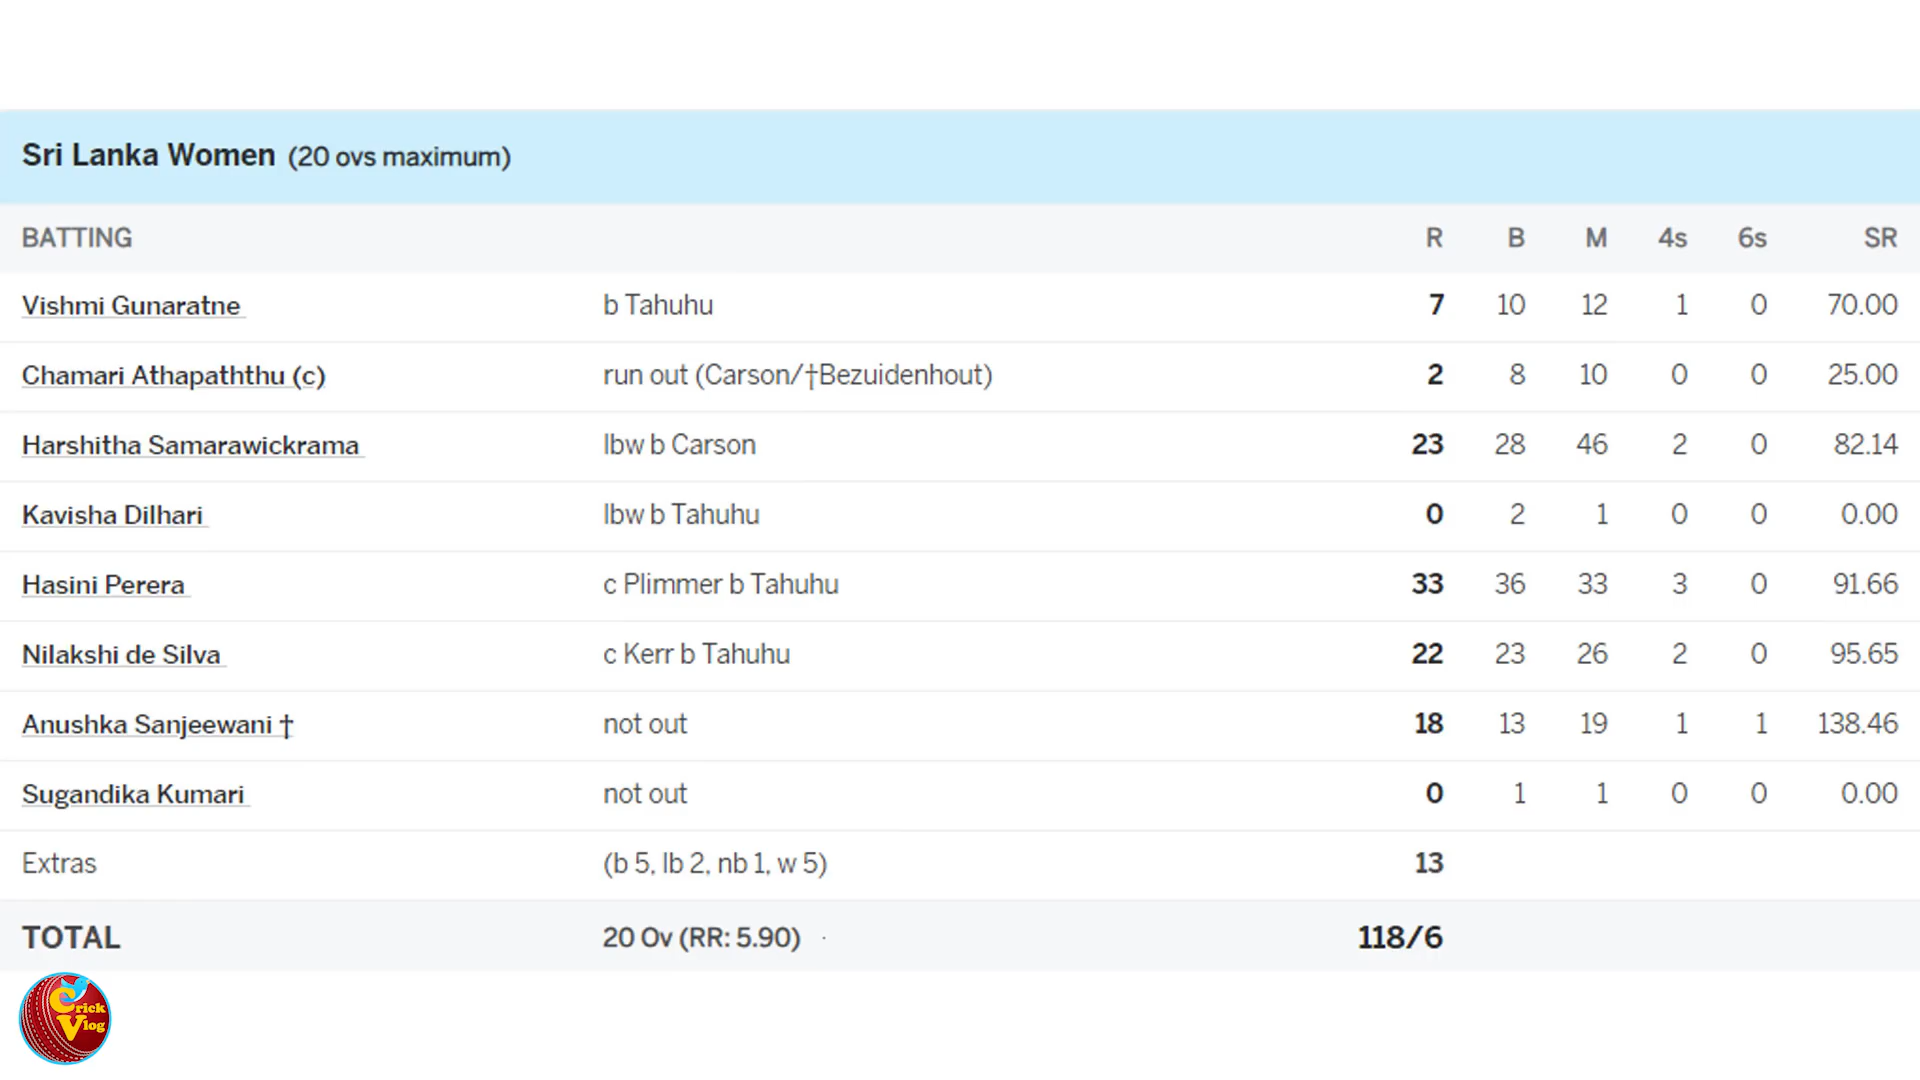 Sri Lanka Women (20 ovs maximum)
BATTING R B M 4s 6s SR
Vishmi Gunaratne b Tahuhu 7 10 12 1 0 70.00
Chamari Athapaththu (c) run out (Carson/†Bezuidenhout) 2 8 10 0 0 25.00
Harshitha Samarawickrama lbw b Carson 23 28 46 2 0 82.14
Kavisha Dilhari lbw b Tahuhu 0 2 1 0 0 0.00
Hasini Perera c Plimmer b Tahuhu 33 36 33 3 0 91.66
Nilakshi de Silva c Kerr b Tahuhu 22 23 26 2 0 95.65
Anushka Sanjeewani † not out 18 13 19 1 1 138.46
Sugandika Kumari not out 0 1 1 0 0 0.00
Extras (b 5, lb 2, nb 1, w 5) 13
TOTAL 20 Ov (RR: 5.90) 118/6
Crick
Vlog